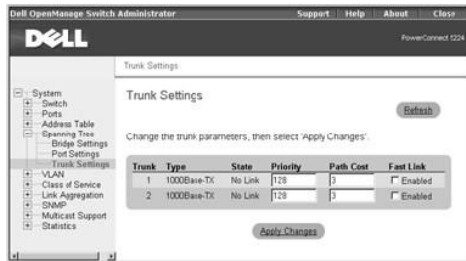 Dell OpenManage Switch Administrator Support Help About Close
DELL
PowerConnect 5224
Trunk Settings
System
Switch
Ports
Address Table
Spanning Tree
Bridge Settings
Port Settings
Trunk Settings
VLAN
Class of Service
Link Aggregation
SNMP
Multicast Support
Statistics
Trunk Settings
Refresh
Change the trunk parameters, then select 'Apply Changes'.
Trunk Type State Priority Path Cost Fast Link
1 1000Base-TX No Link 128 3 Enabled
2 1000Base-TX No Link 128 3 Enabled
Apply Changes